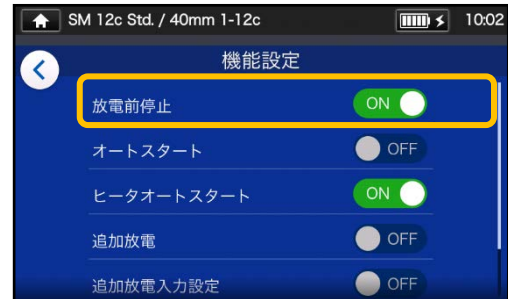 SM 12c Std. / 40mm 1-12c 10:02
機能設定
放電前停止 ON
オートスタート OFF
ヒータオートスタート ON
追加放電 OFF
追加放電入力設定 OFF